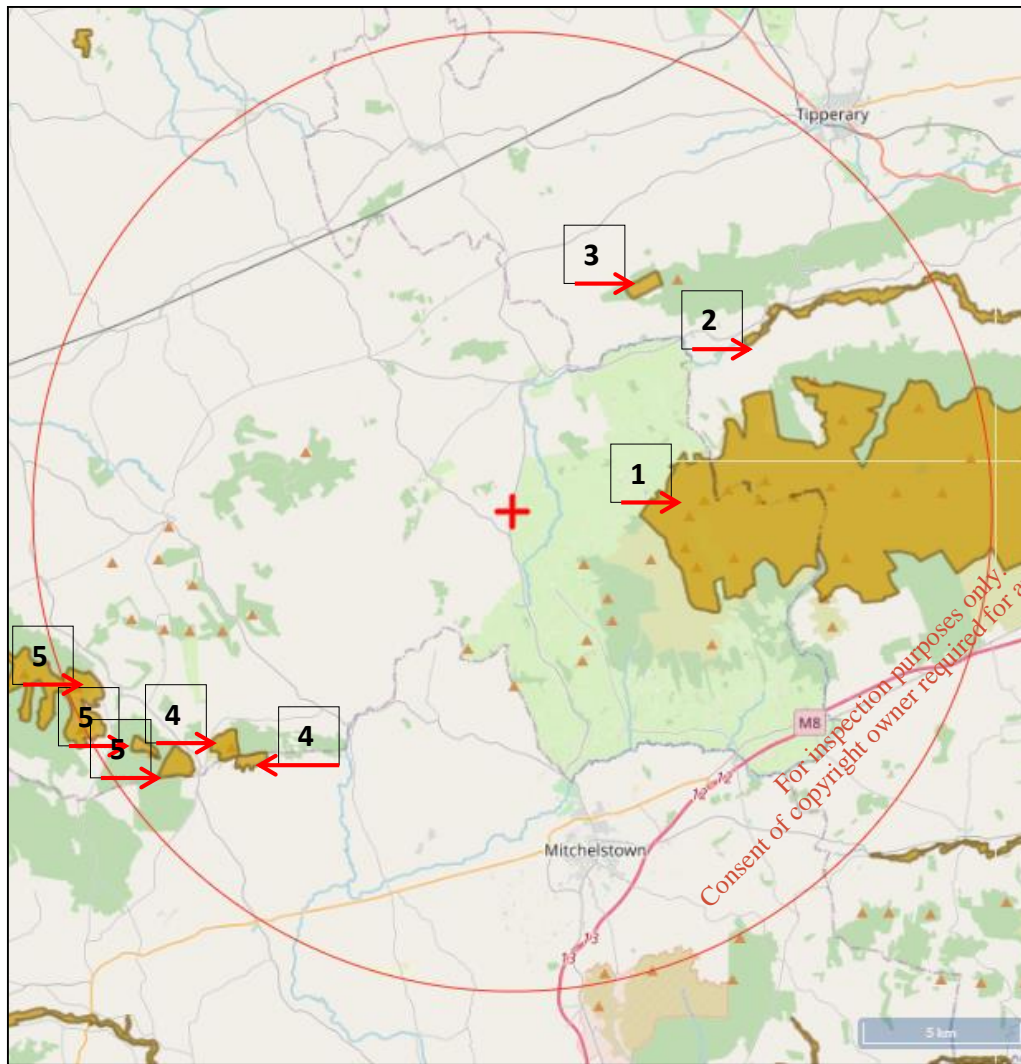 Tipperary
3
2
1
5
5
4
5
4
M8
12
12
Mitchelstown
13
13
For inspection purposes only.
Consent of copyright owner required for a
5 km